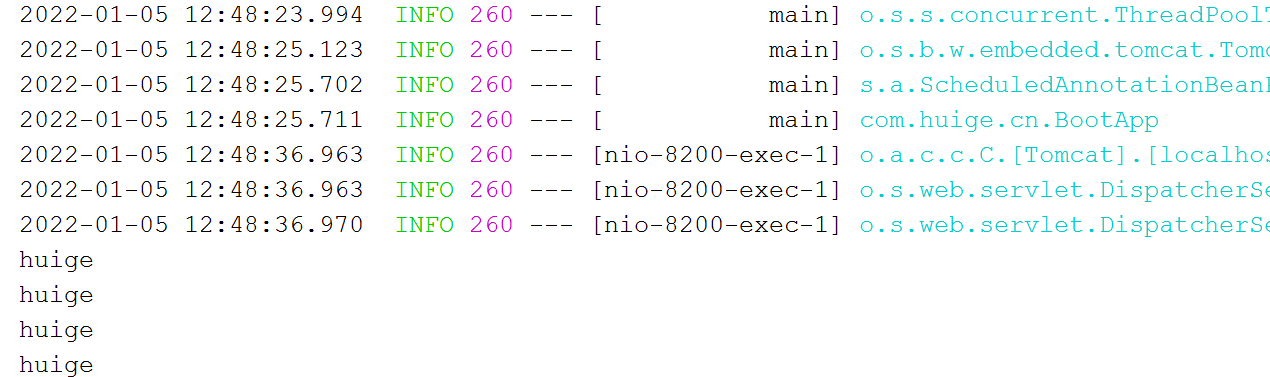 2022-01-05 12:48:23.994  INFO 260 --- [           main] o.s.s.concurrent.ThreadPoolT
2022-01-05 12:48:25.123  INFO 260 --- [           main] o.s.b.w.embedded.tomcat.Tomc
2022-01-05 12:48:25.702  INFO 260 --- [           main] s.a.ScheduledAnnotationBean
2022-01-05 12:48:25.711  INFO 260 --- [           main] com.huige.cn.BootApp
2022-01-05 12:48:36.963  INFO 260 --- [nio-8200-exec-1] o.a.c.c.C.[Tomcat].[localhos
2022-01-05 12:48:36.963  INFO 260 --- [nio-8200-exec-1] o.s.web.servlet.DispatcherSe
2022-01-05 12:48:36.970  INFO 260 --- [nio-8200-exec-1] o.s.web.servlet.DispatcherSe
huige
huige
huige
huige